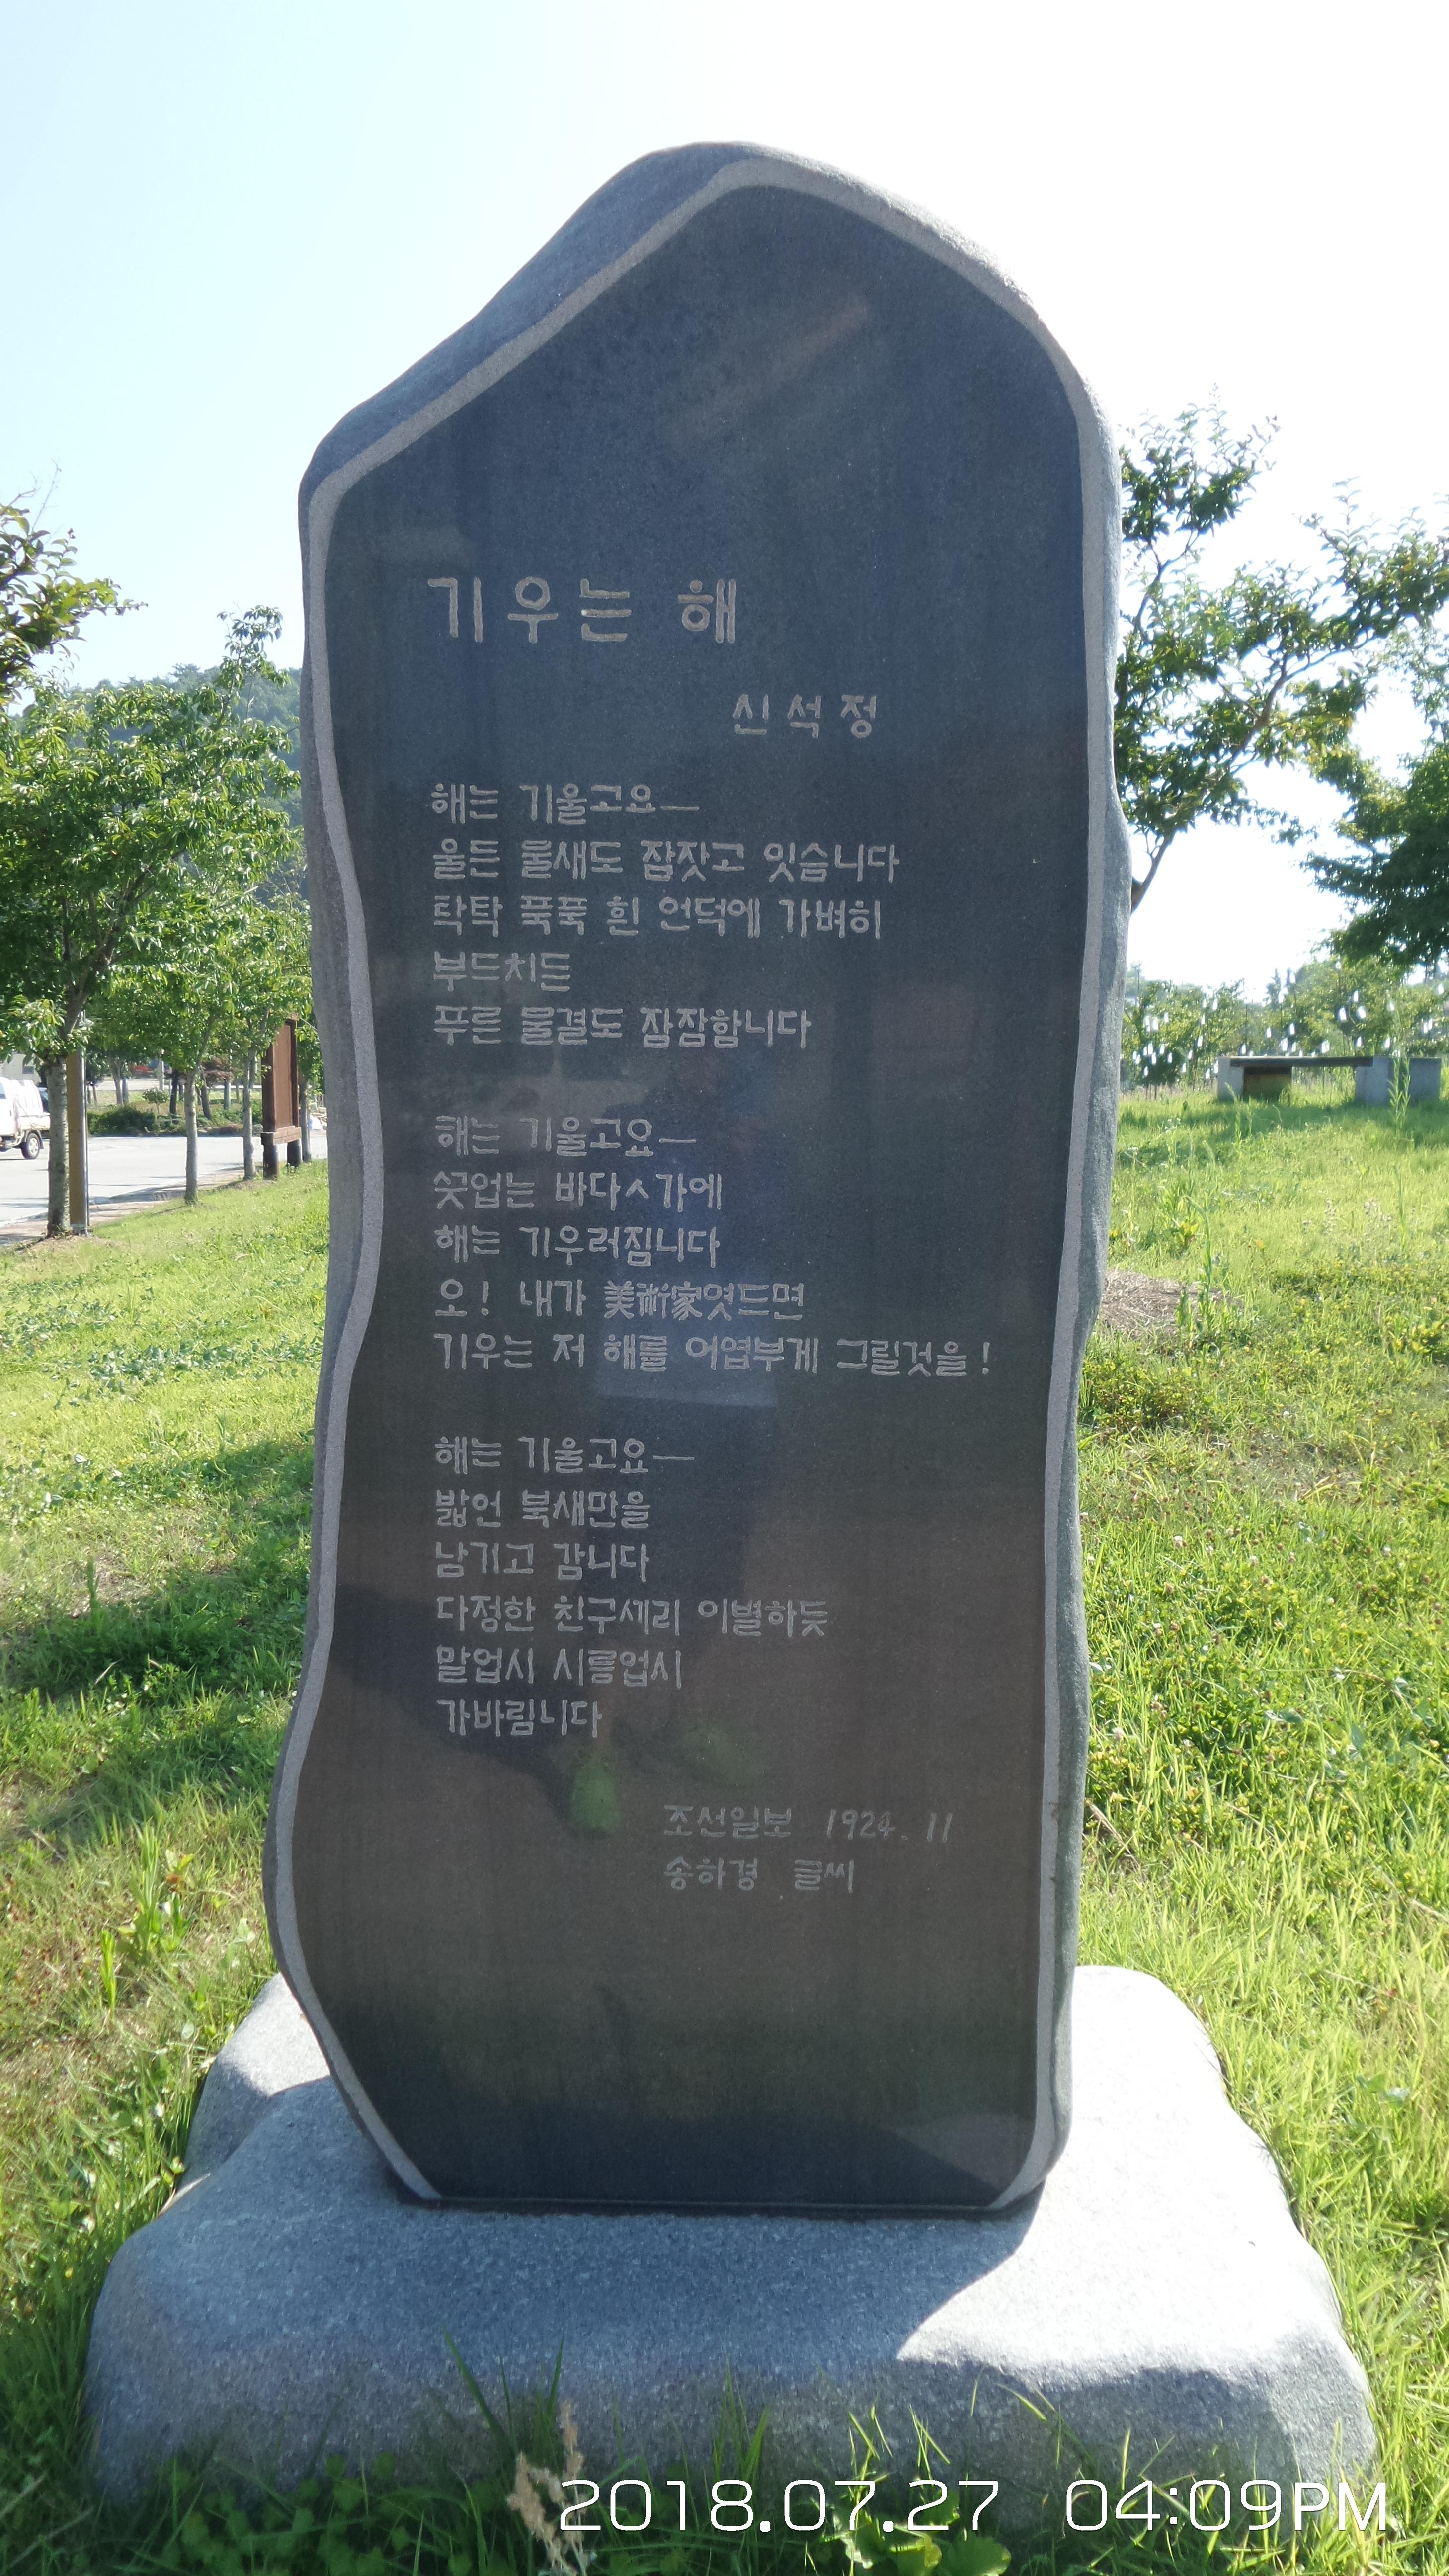 기우는 해
신석정
해는 기울고요—
울든 물새도 잠잣고 잇슴니다
탁탁 푹푹 흰 언덕에 가벼히
부드치든
푸른 물결도 잠잠함니다
해는 기울고요—
숫업는 바다ㅅ가에
해는 기우러짐니다
오! 내가 美術家엿드면
기우는 저 해를 어엽부게 그릴것을!
해는 기울고요—
밝언 북새만을
남기고 감니다
다정한 친구세리 이별하듯
말업시 시름업시
가바림니다
조선일보 1924. 11
송하경 글씨
2018.07.27 04:09PM